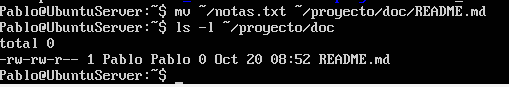 Pablo@UbuntuServer:~$ mv ~/notas.txt ~/proyecto/doc/README.md
Pablo@UbuntuServer:~$ ls -l ~/proyecto/doc
total 0
-rw-rw-r-- 1 Pablo Pablo 0 Oct 20 08:52 README.md
Pablo@UbuntuServer:~$ _